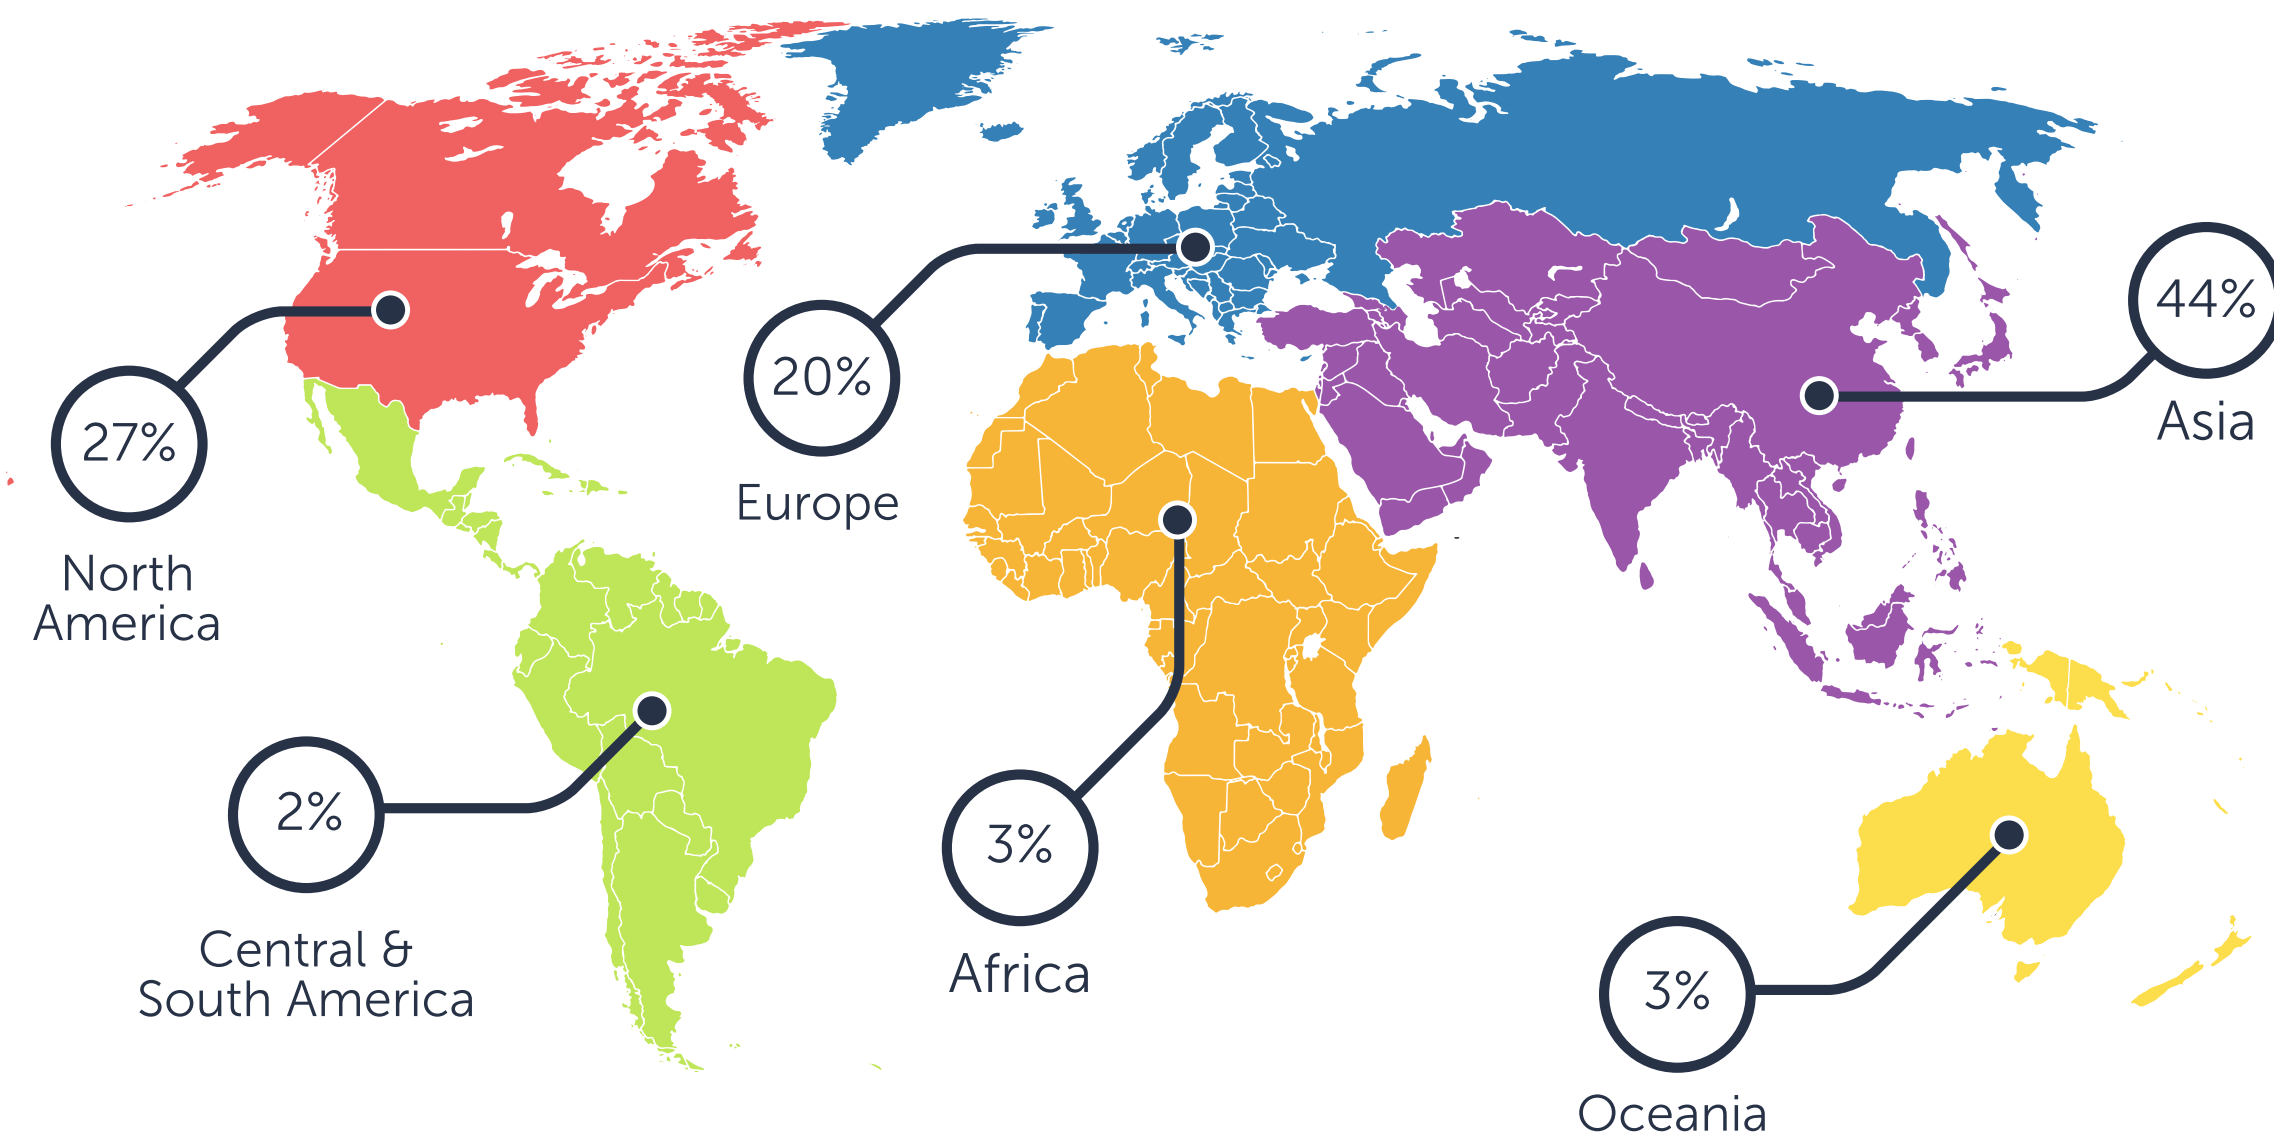 27%
North
America
20%
Europe
44%
Asia
2%
Central &
South America
3%
Africa
3%
Oceania